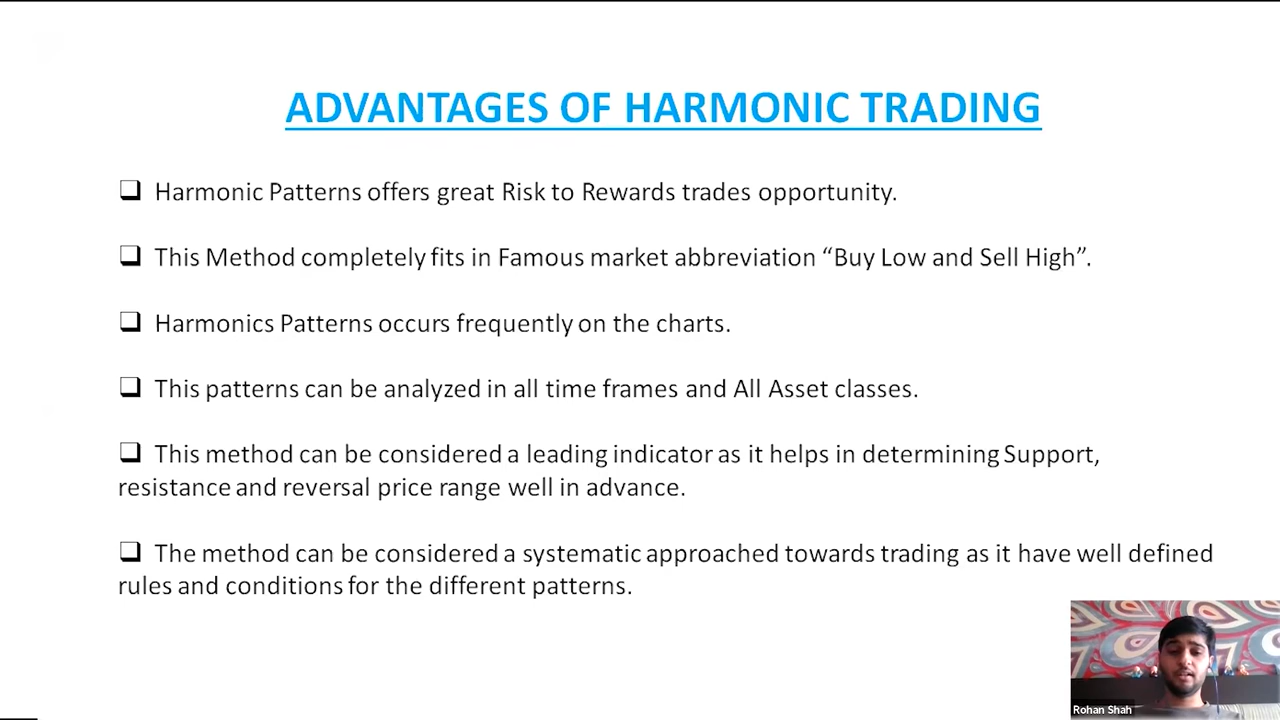 ADVANTAGES OF HARMONIC TRADING
Harmonic Patterns offers great Risk to Rewards trades opportunity.
This Method completely fits in Famous market abbreviation “Buy Low and Sell High”.
Harmonics Patterns occurs frequently on the charts.
This patterns can be analyzed in all time frames and All Asset classes.
This method can be considered a leading indicator as it helps in determining Support,
resistance and reversal price range well in advance.
The method can be considered a systematic approached towards trading as it have well defined
rules and conditions for the different patterns.
Rohan Shah